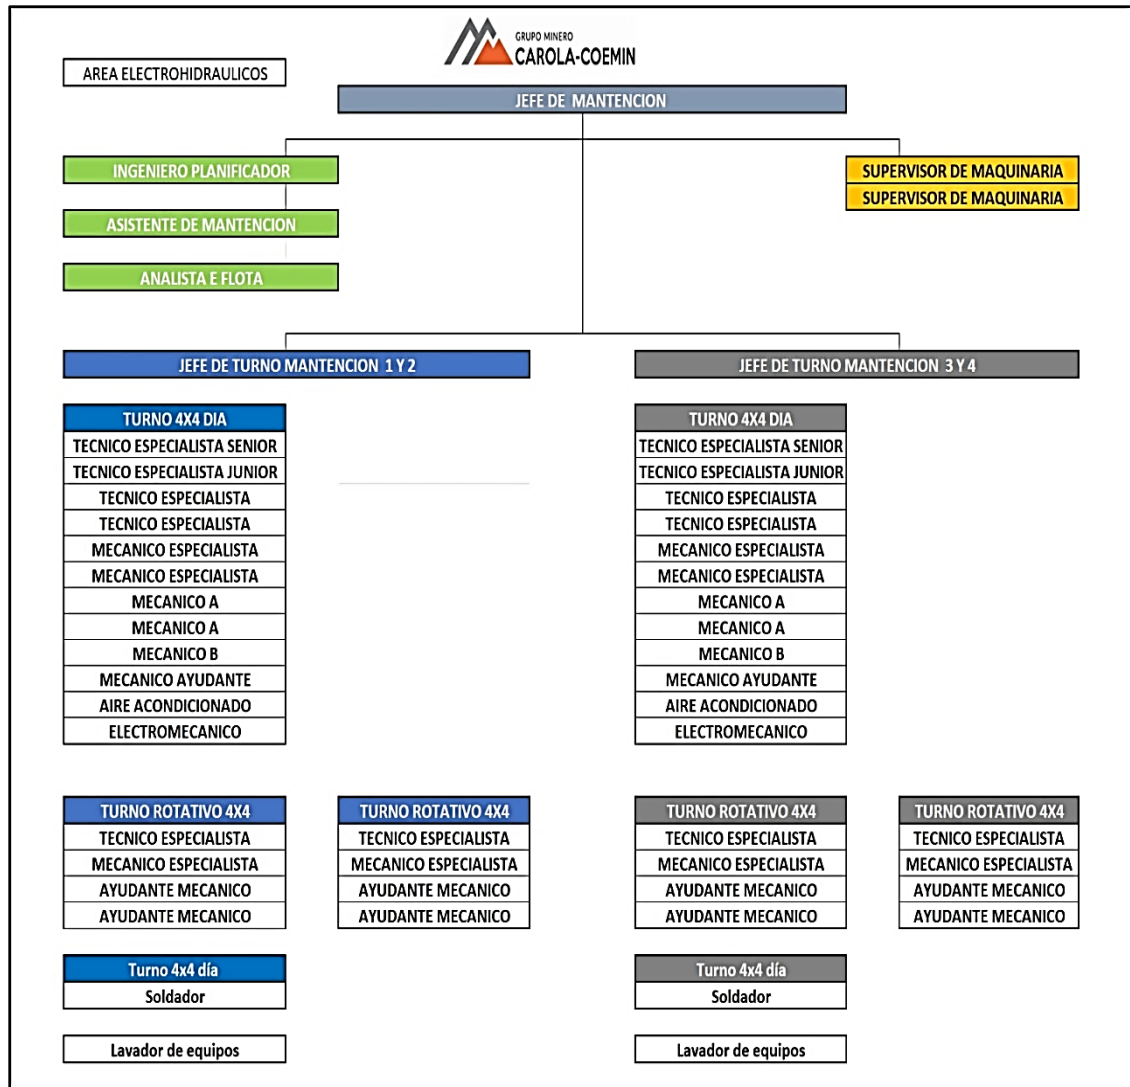 GRUPO MINERO
CAROLA-COEMIN
AREA ELECTROHIDRAULICOS
JEFE DE MANTENCION
INGENIERO PLANIFICADOR
ASISTENTE DE MANTENCION
ANALISTA E FLOTA
SUPERVISOR DE MAQUINARIA
SUPERVISOR DE MAQUINARIA
JEFE DE TURNO MANTENCION 1 Y 2
TURNO 4X4 DIA
TECNICO ESPECIALISTA SENIOR
TECNICO ESPECIALISTA JUNIOR
TECNICO ESPECIALISTA
TECNICO ESPECIALISTA
MECANICO ESPECIALISTA
MECANICO ESPECIALISTA
MECANICO A
MECANICO A
MECANICO B
MECANICO AYUDANTE
AIRE ACONDICIONADO
ELECTROMECANICO
TURNO ROTATIVO 4X4
TECNICO ESPECIALISTA
MECANICO ESPECIALISTA
AYUDANTE MECANICO
AYUDANTE MECANICO
TURNO ROTATIVO 4X4
TECNICO ESPECIALISTA
MECANICO ESPECIALISTA
AYUDANTE MECANICO
AYUDANTE MECANICO
Turno 4x4 día
Soldador
Lavador de equipos
JEFE DE TURNO MANTENCION 3 Y 4
TURNO 4X4 DIA
TECNICO ESPECIALISTA SENIOR
TECNICO ESPECIALISTA JUNIOR
TECNICO ESPECIALISTA
TECNICO ESPECIALISTA
MECANICO ESPECIALISTA
MECANICO ESPECIALISTA
MECANICO A
MECANICO A
MECANICO B
MECANICO AYUDANTE
AIRE ACONDICIONADO
ELECTROMECANICO
TURNO ROTATIVO 4X4
TECNICO ESPECIALISTA
MECANICO ESPECIALISTA
AYUDANTE MECANICO
AYUDANTE MECANICO
TURNO ROTATIVO 4X4
TECNICO ESPECIALISTA
MECANICO ESPECIALISTA
AYUDANTE MECANICO
AYUDANTE MECANICO
Turno 4x4 día
Soldador
Lavador de equipos